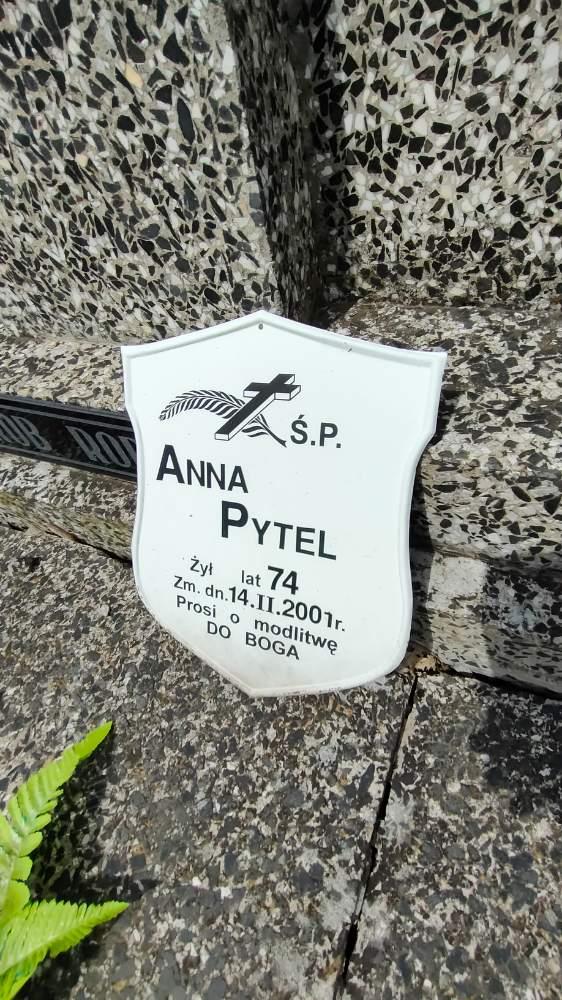 Ś.P.
ANNA
PYTEL
Żył lat 74
Zm. dn. 14.II.2001r.
Prosi o modlitwę
DO BOGA